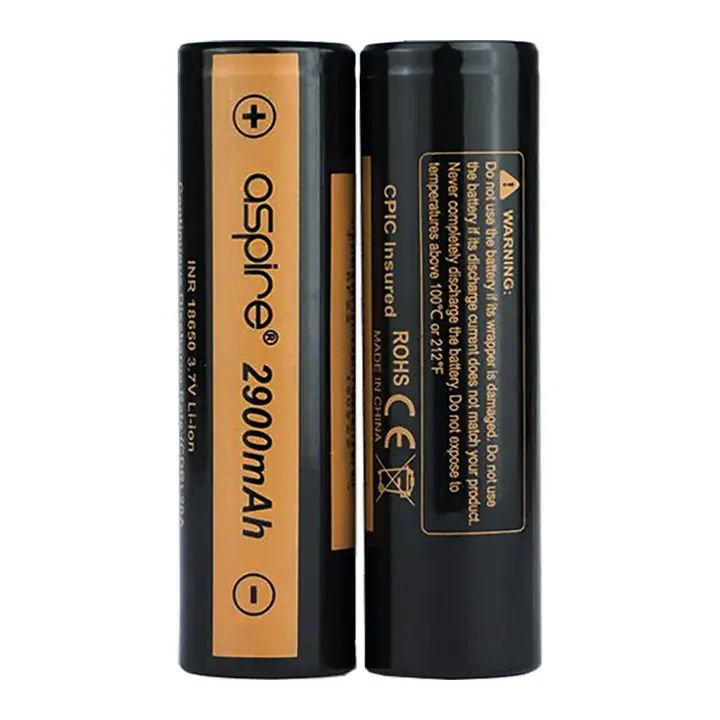 +
aspire® 2900mAh
−
INR 18650 3.7V Li-ion
WARNING:
Do not use the battery if its wrapper is damaged. Do not use
the battery if its discharge current does not match your product.
Never completely discharge the battery. Do not expose to
temperatures above 100°C or 212°F
CPIC Insured
ROHS
MADE IN CHINA
CE